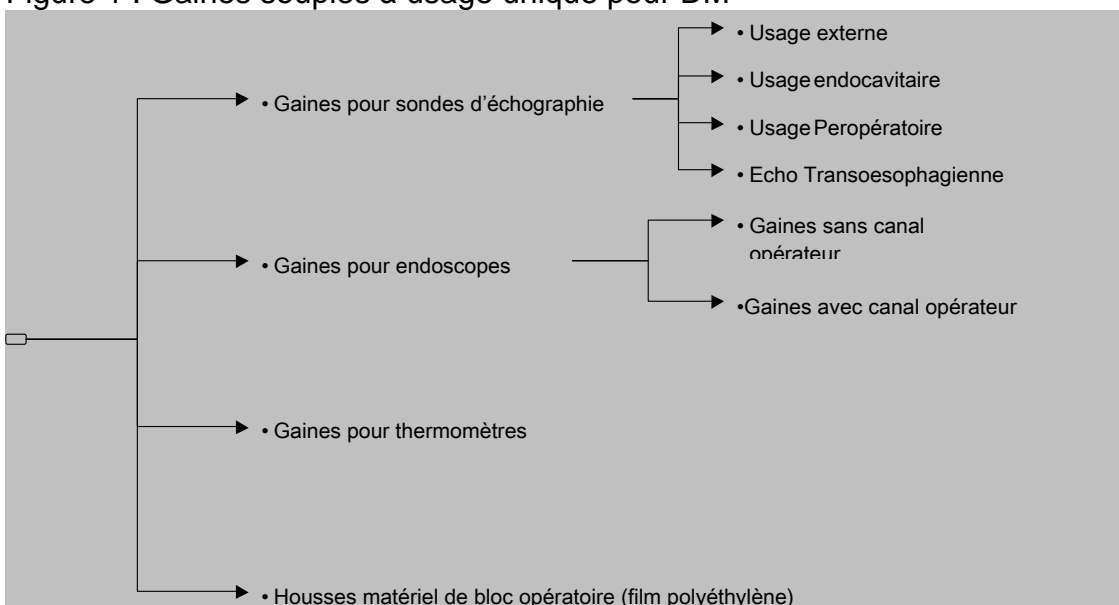 Figure 1 : Gaines souples à usage unique pour DM
• Gaines pour sondes d’échographie
• Usage externe
• Usage endocavitaire
• Usage Peropératoire
• Echo Transoesophagienne
• Gaines pour endoscopes
• Gaines sans canal
opérateur
•Gaines avec canal opérateur
• Gaines pour thermomètres
• Housses matériel de bloc opératoire (film polyéthylène)